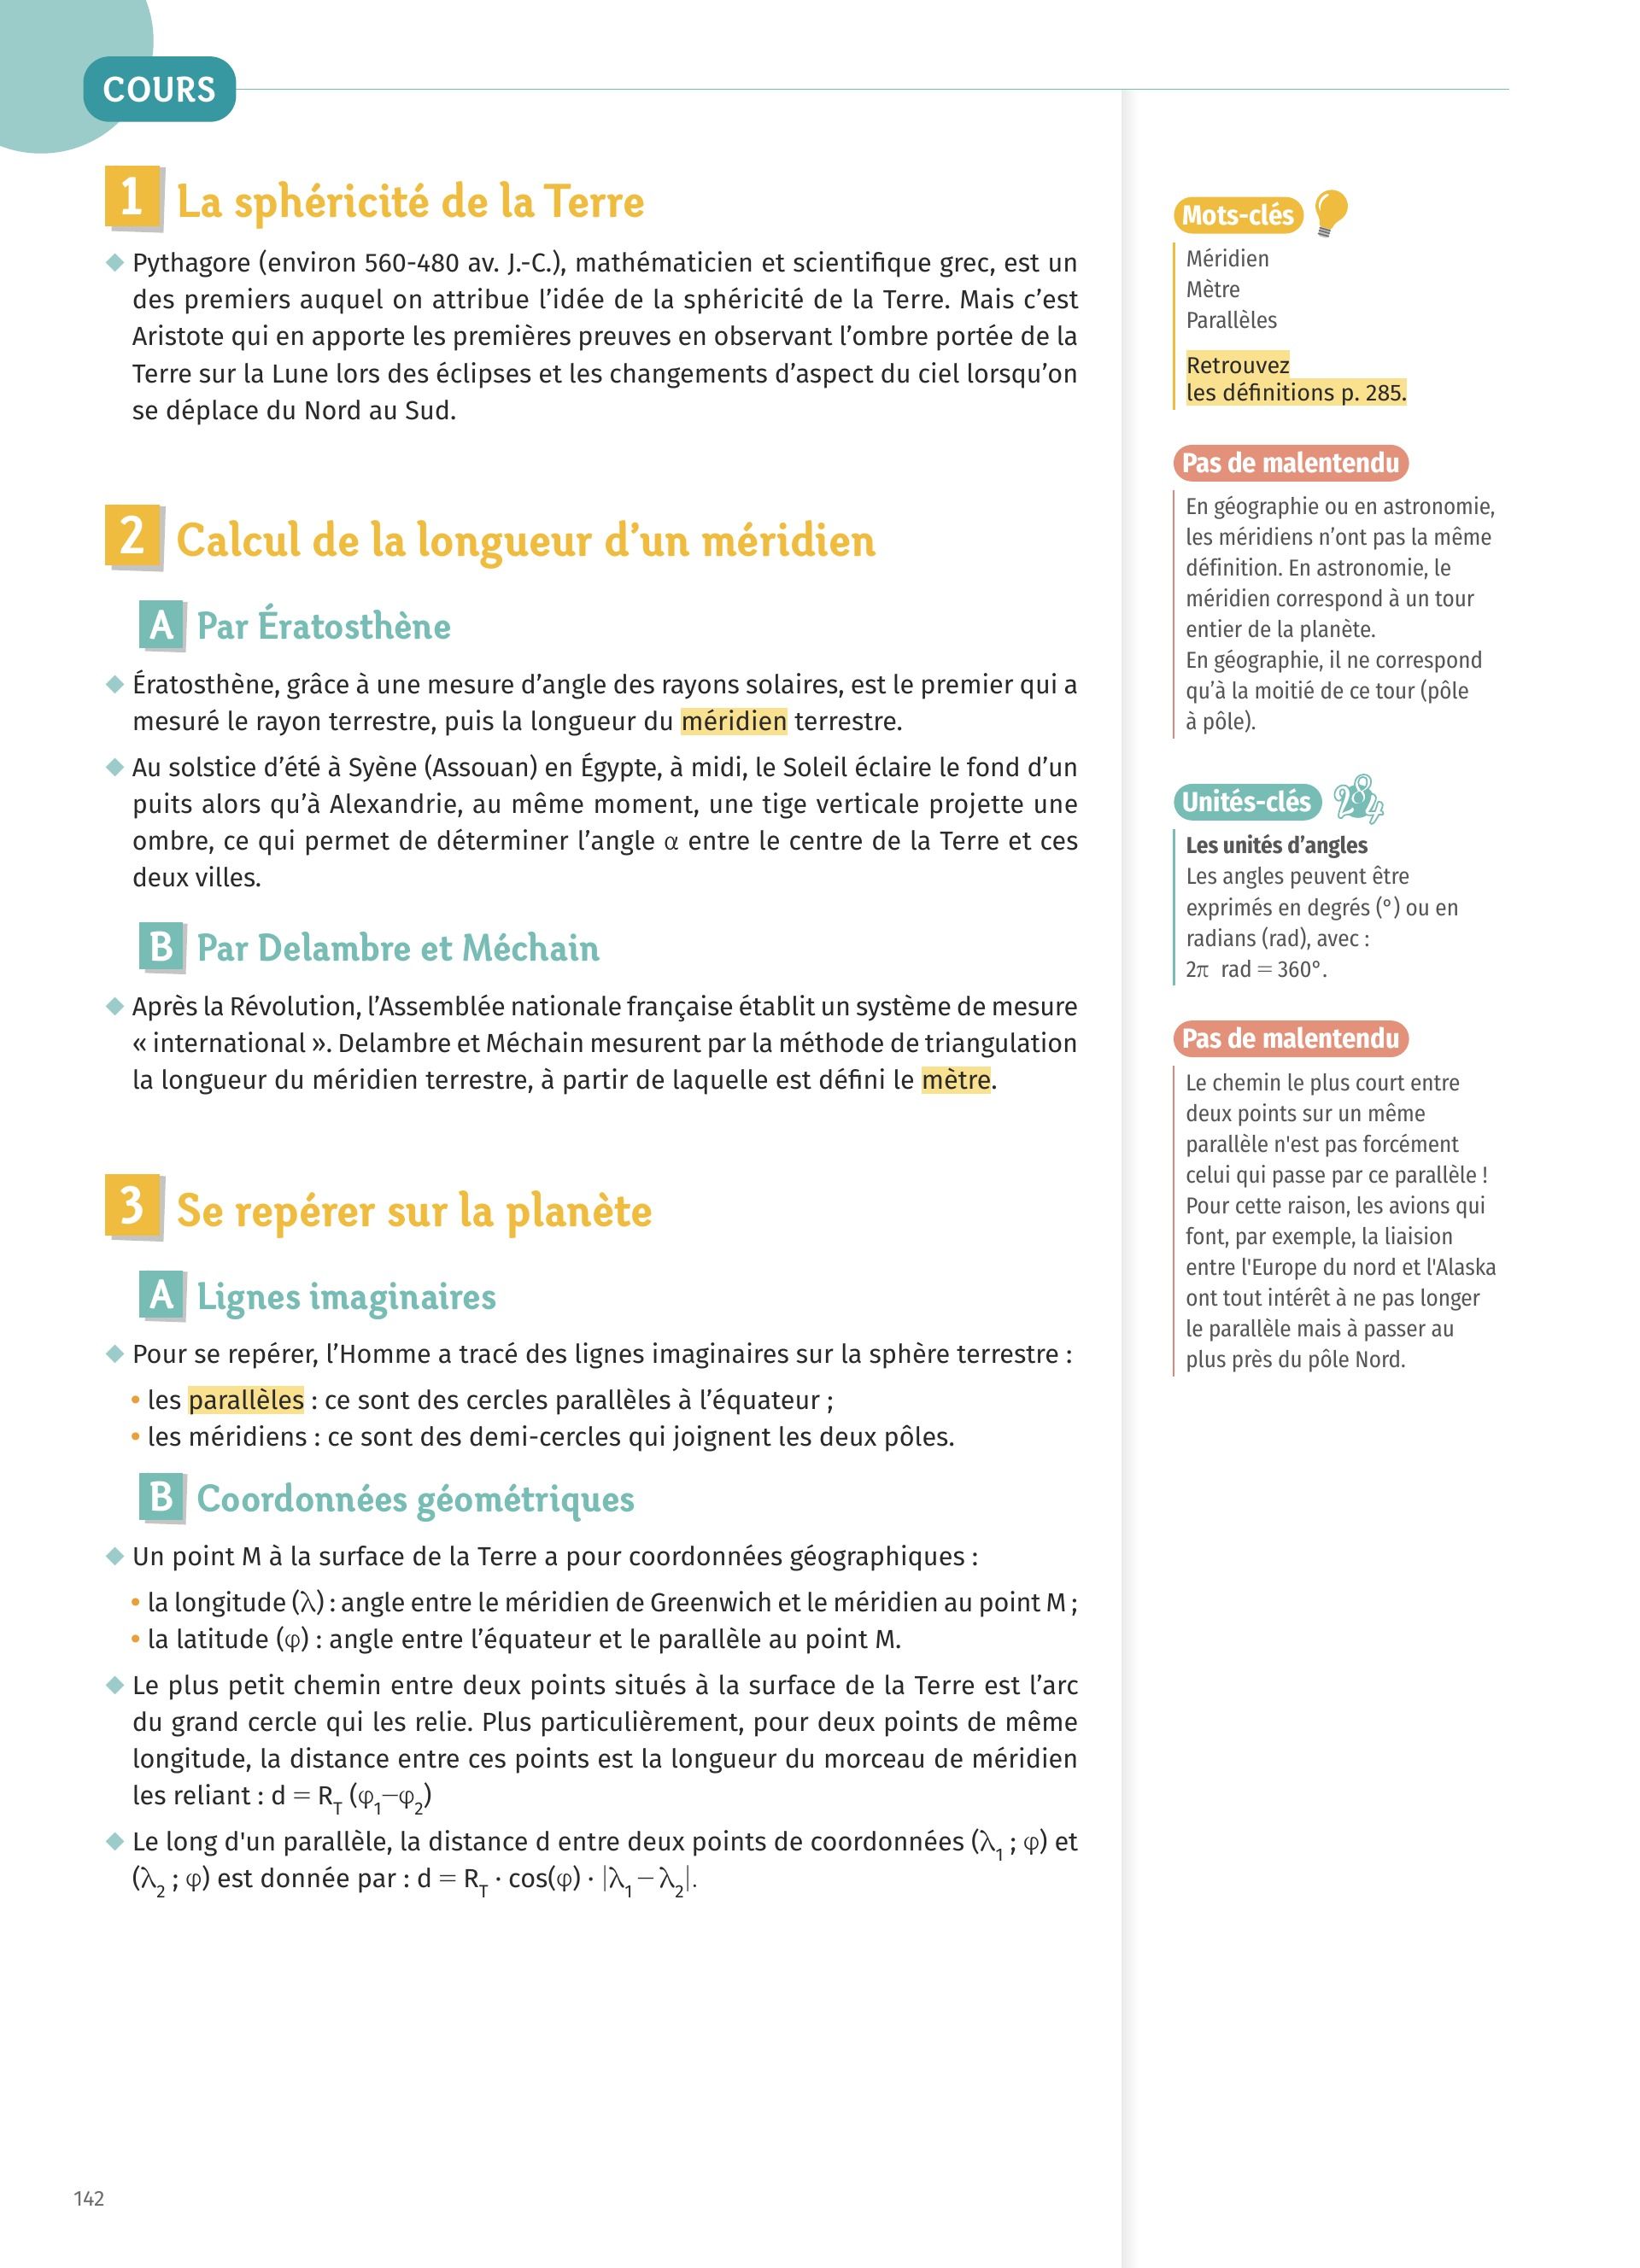 COURS
1 La sphéricité de la Terre
◆ Pythagore (environ 560-480 av. J.-C.), mathématicien et scientifique grec, est un
des premiers auquel on attribue l’idée de la sphéricité de la Terre. Mais c’est
Aristote qui en apporte les premières preuves en observant l’ombre portée de la
Terre sur la Lune lors des éclipses et les changements d’aspect du ciel lorsqu’on
se déplace du Nord au Sud.
2 Calcul de la longueur d’un méridien
A Par Ératosthène
◆ Ératosthène, grâce à une mesure d’angle des rayons solaires, est le premier qui a
mesuré le rayon terrestre, puis la longueur du méridien terrestre.
◆ Au solstice d’été à Syène (Assouan) en Égypte, à midi, le Soleil éclaire le fond d’un
puits alors qu’à Alexandrie, au même moment, une tige verticale projette une
ombre, ce qui permet de déterminer l’angle α entre le centre de la Terre et ces
deux villes.
B Par Delambre et Méchain
◆ Après la Révolution, l’Assemblée nationale française établit un système de mesure
« international ». Delambre et Méchain mesurent par la méthode de triangulation
la longueur du méridien terrestre, à partir de laquelle est défini le mètre.
3 Se repérer sur la planète
A Lignes imaginaires
◆ Pour se repérer, l’Homme a tracé des lignes imaginaires sur la sphère terrestre :
• les parallèles : ce sont des cercles parallèles à l’équateur ;
• les méridiens : ce sont des demi-cercles qui joignent les deux pôles.
B Coordonnées géométriques
◆ Un point M à la surface de la Terre a pour coordonnées géographiques :
• la longitude (λ) : angle entre le méridien de Greenwich et le méridien au point M ;
• la latitude (φ) : angle entre l’équateur et le parallèle au point M.
◆ Le plus petit chemin entre deux points situés à la surface de la Terre est l’arc
du grand cercle qui les relie. Plus particulièrement, pour deux points de même
longitude, la distance entre ces points est la longueur du morceau de méridien
les reliant : d = R_T (φ₁–φ₂)
◆ Le long d'un parallèle, la distance d entre deux points de coordonnées (λ₁ ; φ) et
(λ₂ ; φ) est donnée par : d = R_T · cos(φ) · |λ₁ – λ₂|.
Mots-clés
Méridien
Mètre
Parallèles
Retrouvez
les définitions p. 285.
Pas de malentendu
En géographie ou en astronomie,
les méridiens n’ont pas la même
définition. En astronomie, le
méridien correspond à un tour
entier de la planète.
En géographie, il ne correspond
qu’à la moitié de ce tour (pôle
à pôle).
Unités-clés 284
Les unités d’angles
Les angles peuvent être
exprimés en degrés (°) ou en
radians (rad), avec :
2π rad = 360°.
Pas de malentendu
Le chemin le plus court entre
deux points sur un même
parallèle n'est pas forcément
celui qui passe par ce parallèle !
Pour cette raison, les avions qui
font, par exemple, la liaision
entre l'Europe du nord et l'Alaska
ont tout intérêt à ne pas longer
le parallèle mais à passer au
plus près du pôle Nord.
142